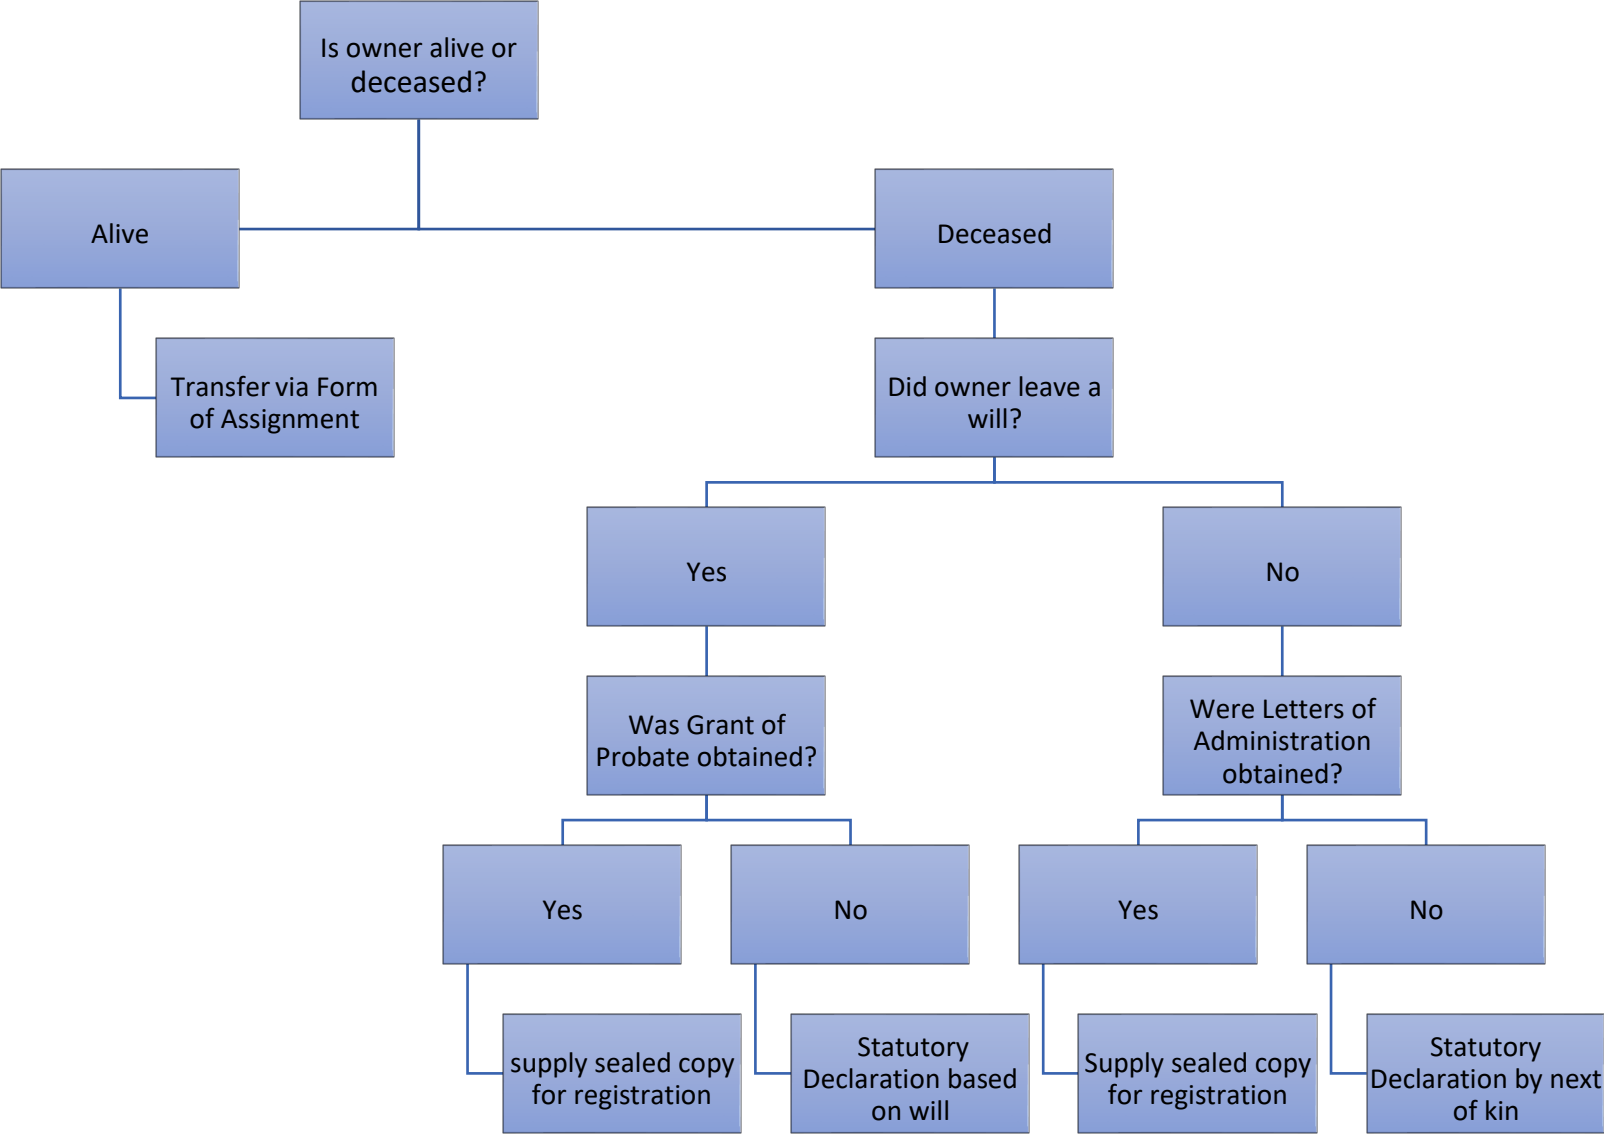 Is owner alive or
deceased?
Alive
Deceased
Transfer via Form
of Assignment
Did owner leave a
will?
Yes
No
Was Grant of
Probate obtained?
Were Letters of
Administration
obtained?
Yes
No
Yes
No
supply sealed copy
for registration
Statutory
Declaration based
on will
Supply sealed copy
for registration
Statutory
Declaration by next
of kin